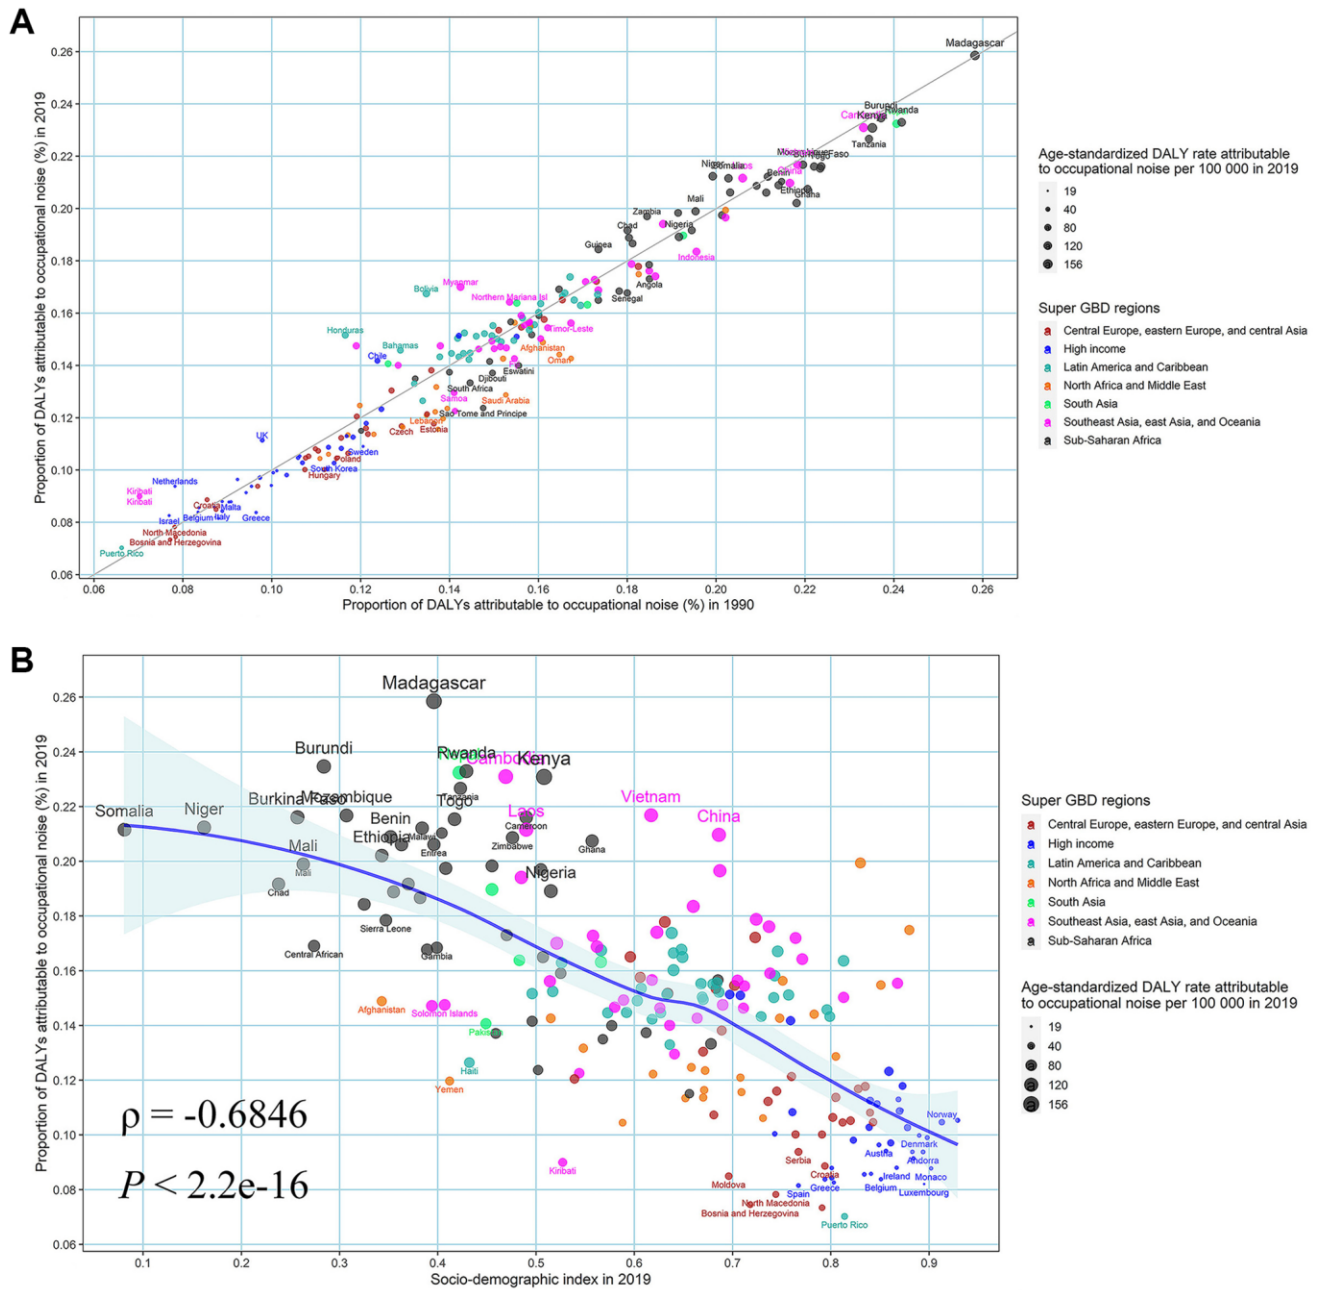 A
Proportion of DALYs attributable to occupational noise (%) in 2019
0.26
0.24
0.22
0.20
0.18
0.16
0.14
0.12
0.10
0.08
0.06
Madagascar
Burundi
Rwanda
Kenya
Tanzania
Niger
Somalia
Benin
China
Ethiopia
Ghana
Mali
Zambia
Chad
Nigeria
Guinea
Indonesia
Angola
Senegal
Myanmar
Bolivia
Northern Mariana Isl
Timor-Leste
Honduras
Bahamas
Chile
Afghanistan
Oman
Eswatini
Djibouti
South Africa
Samoa
Saudi Arabia
Sao Tome and Principe
Lebanon
Czech
Estonia
UK
Sweden
Poland
South Korea
Hungary
Netherlands
Kiribati
Kiribati
Croatia
Malta
Israel
Belgium
Italy
Greece
North Macedonia
Bosnia and Herzegovina
Puerto Rico
0.06 0.08 0.10 0.12 0.14 0.16 0.18 0.20 0.22 0.24 0.26
Proportion of DALYs attributable to occupational noise (%) in 1990
Age-standardized DALY rate attributable
to occupational noise per 100 000 in 2019
19
40
80
120
156
Super GBD regions
a Central Europe, eastern Europe, and central Asia
a High income
a Latin America and Caribbean
a North Africa and Middle East
a South Asia
a Southeast Asia, east Asia, and Oceania
a Sub-Saharan Africa
B
Proportion of DALYs attributable to occupational noise (%) in 2019
0.26
0.24
0.22
0.20
0.18
0.16
0.14
0.12
0.10
0.08
0.06
Madagascar
Burundi
Rwanda
Cambodia
Kenya
Tanzania
Somalia
Niger
Burkina Faso
Mozambique
Togo
Vietnam
Laos
China
Benin
Cameroon
Ethiopia
Malawi
Zimbabwe
Ghana
Eritrea
Mali
Mali
Chad
Nigeria
Sierra Leone
Central African
Gambia
Afghanistan
Solomon Islands
Pakistan
Haiti
Yemen
Kiribati
Norway
Denmark
Austria
Andorra
Serbia
Croatia
Ireland
Monaco
Moldova
Spain
Greece
Belgium
Luxembourg
North Macedonia
Bosnia and Herzegovina
Puerto Rico
ρ = -0.6846
P < 2.2e-16
0.1 0.2 0.3 0.4 0.5 0.6 0.7 0.8 0.9
Socio-demographic index in 2019
Super GBD regions
a Central Europe, eastern Europe, and central Asia
a High income
a Latin America and Caribbean
a North Africa and Middle East
a South Asia
a Southeast Asia, east Asia, and Oceania
a Sub-Saharan Africa
Age-standardized DALY rate attributable
to occupational noise per 100 000 in 2019
19
40
80
120
156